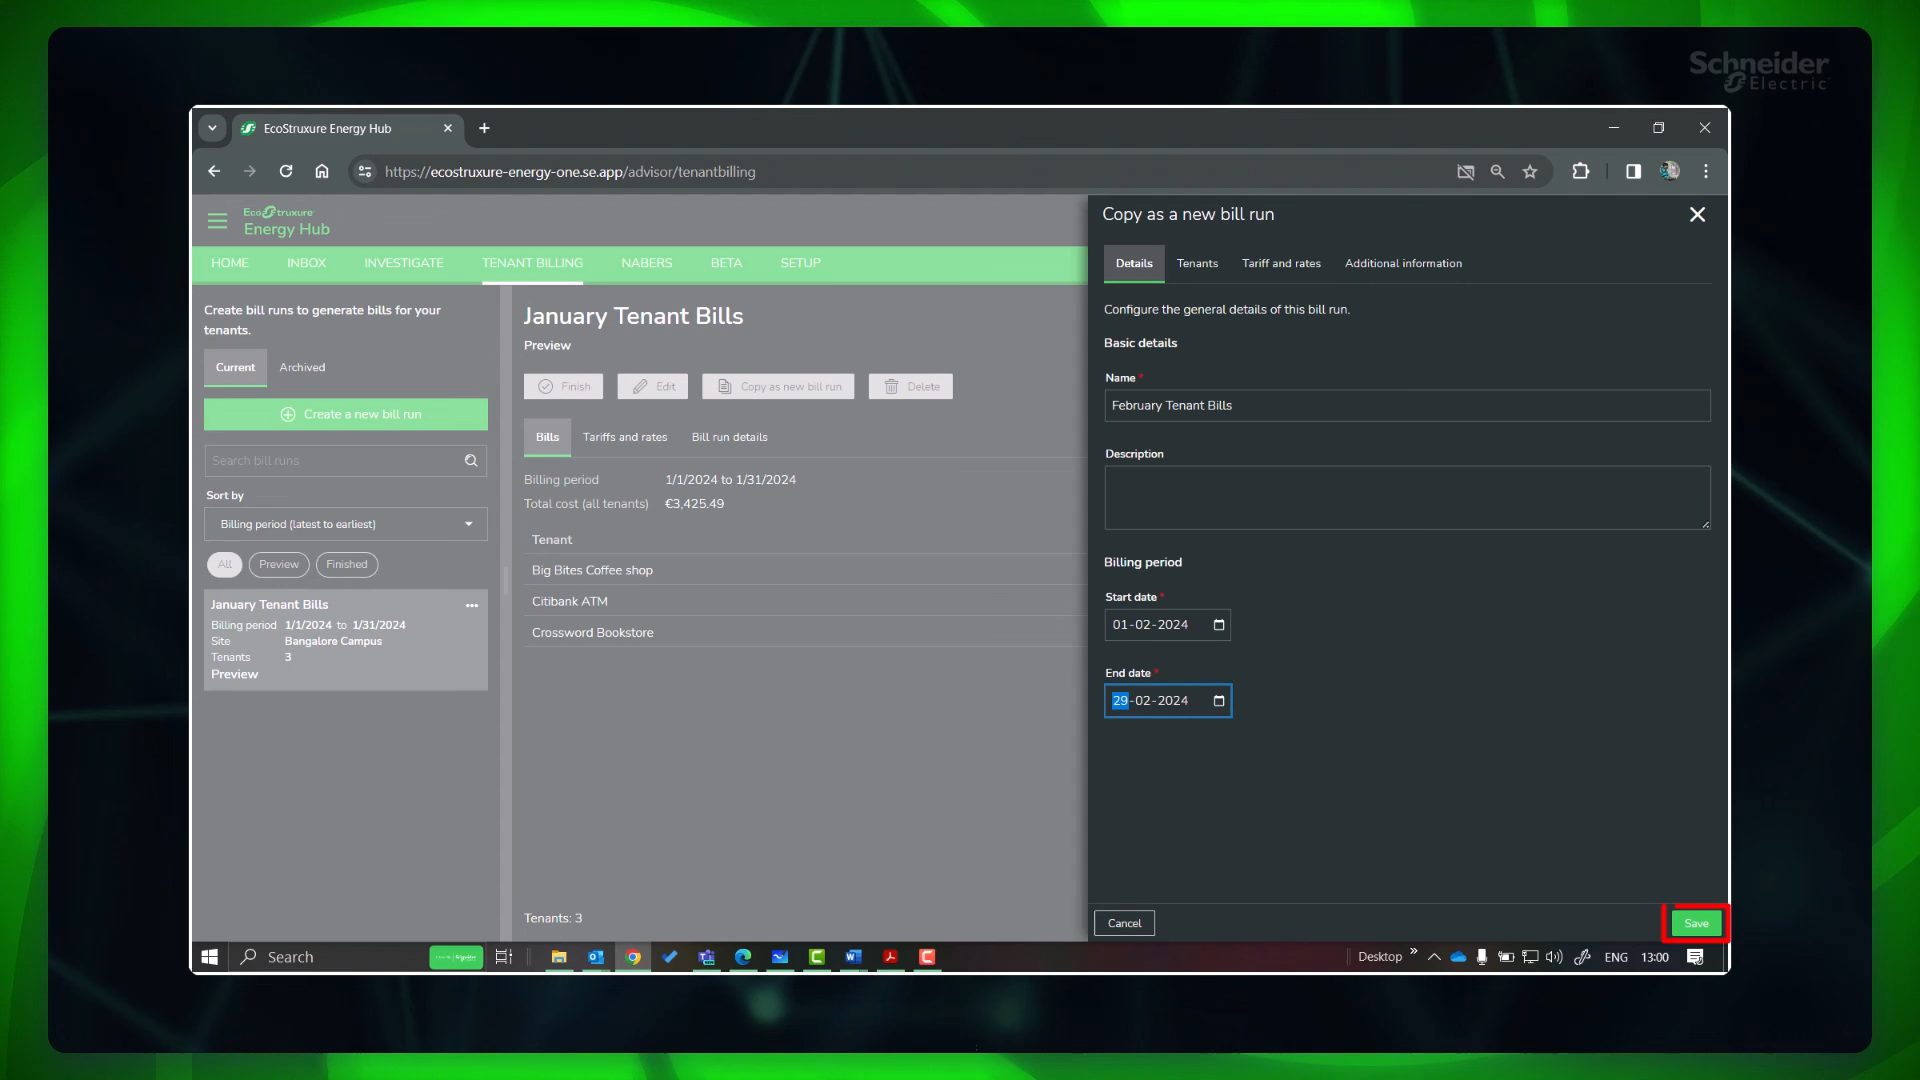 Schneider
Electric
EcoStruxure Energy Hub
https://ecostruxure-energy-one.se.app/advisor/tenantbilling
EcoStruxure
Energy Hub
HOME INBOX INVESTIGATE TENANT BILLING NABERS BETA SETUP
Create bill runs to generate bills for your
tenants.
Current Archived
Create a new bill run
Search bill runs
Sort by
Billing period (latest to earliest)
All Preview Finished
January Tenant Bills
Billing period 1/1/2024 to 1/31/2024
Site Bangalore Campus
Tenants 3
Preview
January Tenant Bills
Preview
Finish Edit Copy as new bill run Delete
Bills Tariffs and rates Bill run details
Billing period 1/1/2024 to 1/31/2024
Total cost (all tenants) €3,425.49
Tenant
Big Bites Coffee shop
Citibank ATM
Crossword Bookstore
Tenants: 3
Copy as a new bill run
Details Tenants Tariff and rates Additional information
Configure the general details of this bill run.
Basic details
Name *
February Tenant Bills
Description
Billing period
Start date *
01-02-2024
End date *
29-02-2024
Cancel Save
Search
Desktop ENG 13:00